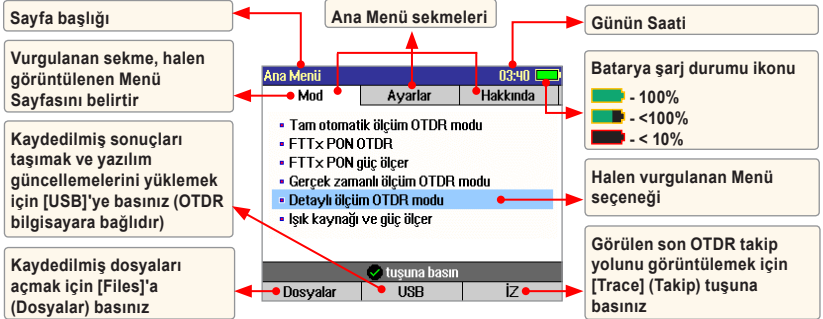 Sayfa başlığı
Ana Menü sekmeleri
Günün Saati
Vurgulanan sekme, halen
görüntülenen Menü
Sayfasını belirtir
Kaydedilmiş sonuçları
taşımak ve yazılım
güncellemelerini yüklemek
için [USB]'ye basınız (OTDR
bilgisayara bağlıdır)
Kaydedilmiş dosyaları
açmak için [Files]'a
(Dosyalar) basınız
Ana Menü 03:40
Mod Ayarlar Hakkında
Tam otomatik ölçüm OTDR modu
FTTx PON OTDR
FTTx PON güç ölçer
Gerçek zamanlı ölçüm OTDR modu
Detaylı ölçüm OTDR modu
Işık kaynağı ve güç ölçer
tuşuna basın
Dosyalar USB İZ
Batarya şarj durumu ikonu
- 100%
- <100%
- < 10%
Halen vurgulanan Menü
seçeneği
Görülen son OTDR takip
yolunu görüntülemek için
[Trace] (Takip) tuşuna
basınız